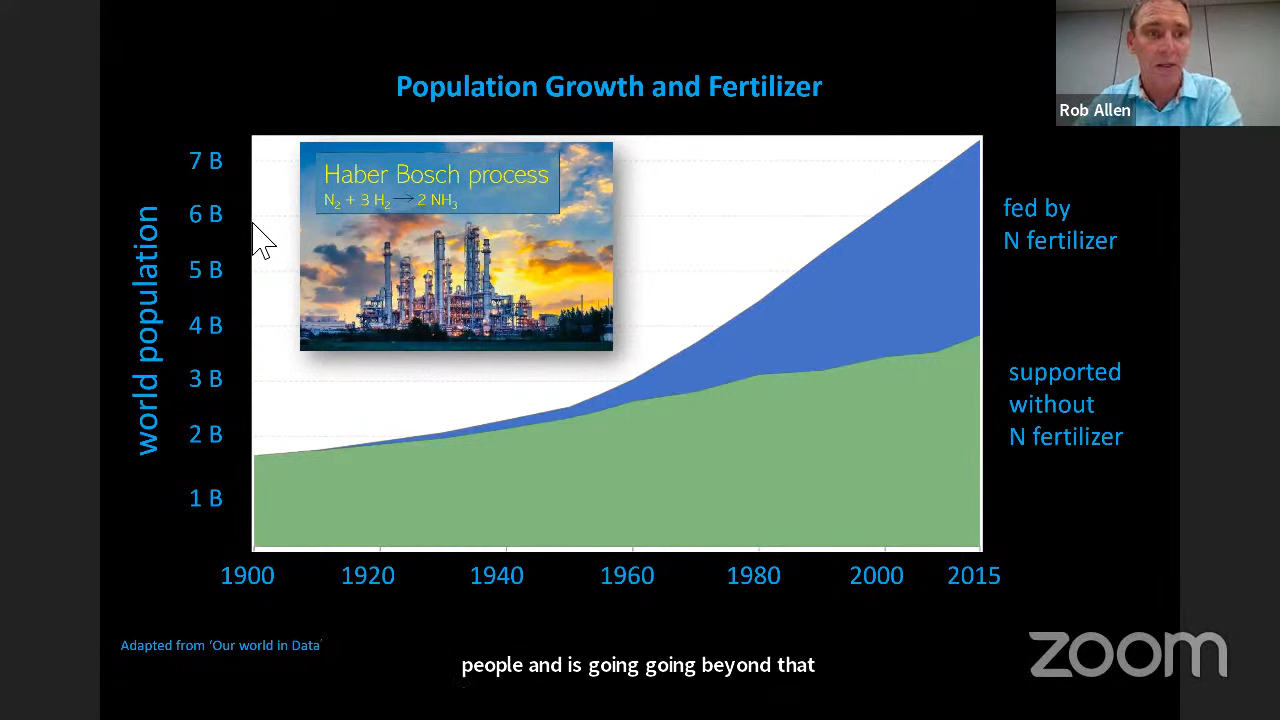 Population Growth and Fertilizer
Rob Allen
Haber Bosch process
N₂ + 3 H₂ → 2 NH₃
world population
7 B
6 B
5 B
4 B
3 B
2 B
1 B
fed by
N fertilizer
supported
without
N fertilizer
1900 1920 1940 1960 1980 2000 2015
Adapted from ‘Our world in Data’
people and is going going beyond that
zoom